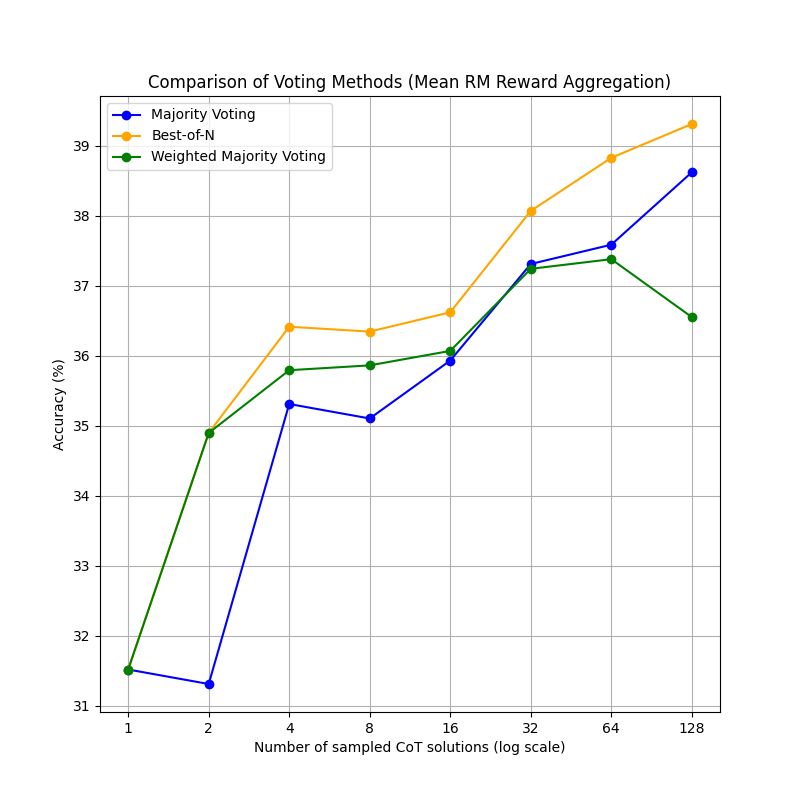 Comparison of Voting Methods (Mean RM Reward Aggregation)
Majority Voting
Best-of-N
Weighted Majority Voting
Accuracy (%)
39
38
37
36
35
34
33
32
31
1 2 4 8 16 32 64 128
Number of sampled CoT solutions (log scale)